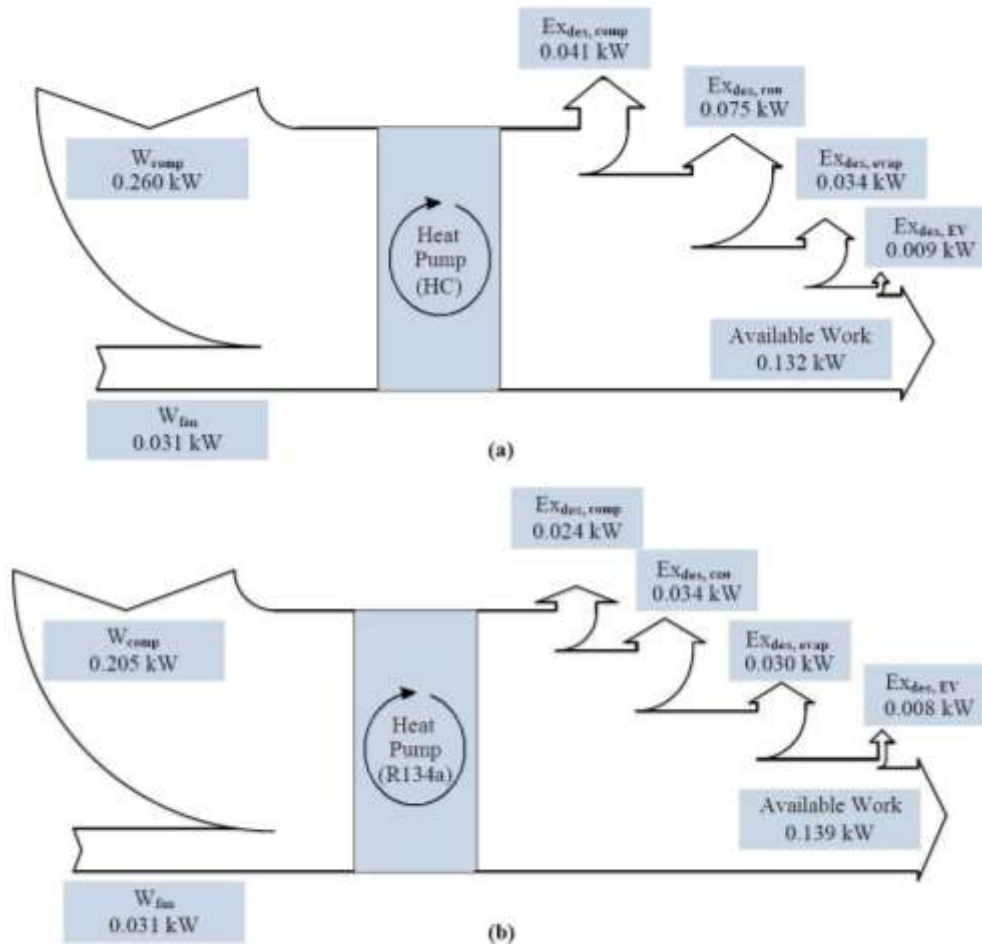 Ex_des, comp
0.041 kW
Ex_des, con
0.075 kW
W_comp
0.260 kW
Ex_des, evap
0.034 kW
Ex_des, EV
0.009 kW
Heat
Pump
(HC)
Available Work
0.132 kW
W_fan
0.031 kW
(a)
Ex_des, comp
0.024 kW
Ex_des, con
0.034 kW
W_comp
0.205 kW
Ex_des, evap
0.030 kW
Ex_des, EV
0.008 kW
Heat
Pump
(R134a)
Available Work
0.139 kW
W_fan
0.031 kW
(b)